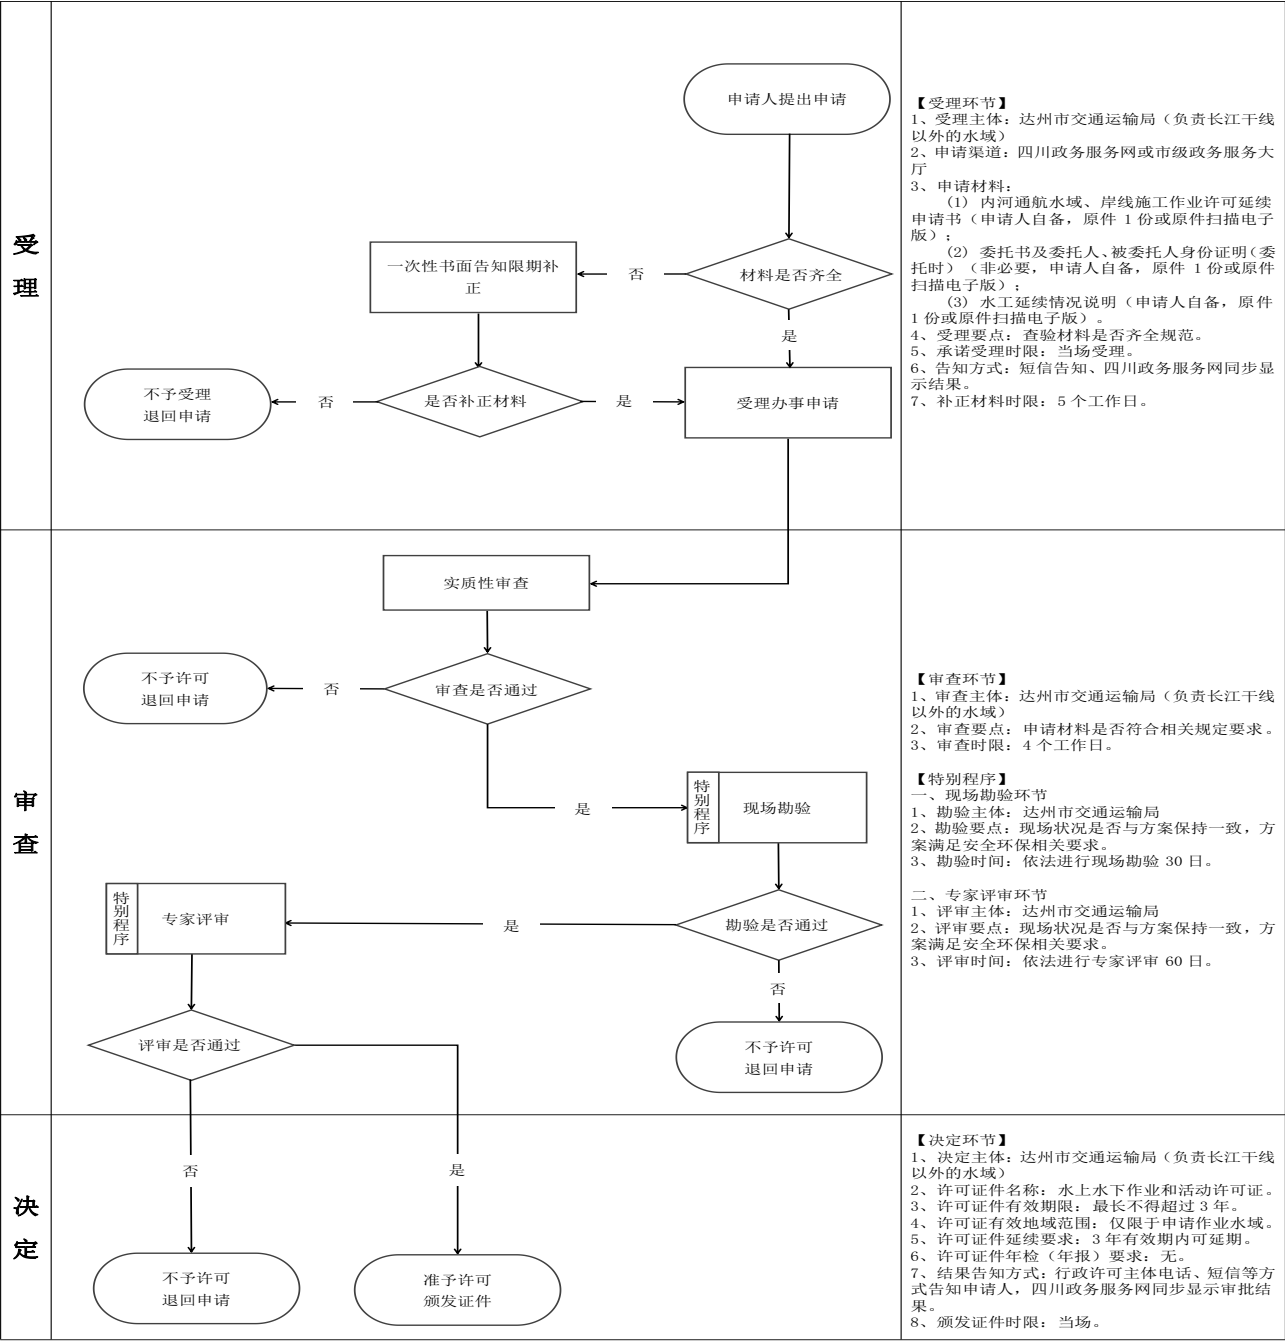 受
理
申请人提出申请
材料是否齐全
否
一次性书面告知限期补
正
是
是否补正材料
否
不予受理
退回申请
是
受理办事申请
【受理环节】
1、受理主体：达州市交通运输局（负责长江干线
以外的水域）
2、申请渠道：四川政务服务网或市级政务服务大
厅
3、申请材料：
（1）内河通航水域、岸线施工作业许可延续
申请书（申请人自备，原件 1 份或原件扫描电子
版）；
（2）委托书及委托人、被委托人身份证明（委
托时）（非必要，申请人自备，原件 1 份或原件
扫描电子版）；
（3）水工延续情况说明（申请人自备，原件
1 份或原件扫描电子版）。
4、受理要点：查验材料是否齐全规范。
5、承诺受理时限：当场受理。
6、告知方式：短信告知、四川政务服务网同步显
示结果。
7、补正材料时限：5 个工作日。
审
查
实质性审查
审查是否通过
否
不予许可
退回申请
是
特
别
程
序
现场勘验
勘验是否通过
是
特
别
程
序
专家评审
否
不予许可
退回申请
评审是否通过
【审查环节】
1、审查主体：达州市交通运输局（负责长江干线
以外的水域）
2、审查要点：申请材料是否符合相关规定要求。
3、审查时限：4 个工作日。
【特别程序】
一、现场勘验环节
1、勘验主体：达州市交通运输局
2、勘验要点：现场状况是否与方案保持一致，方
案满足安全环保相关要求。
3、勘验时间：依法进行现场勘验 30 日。
二、专家评审环节
1、评审主体：达州市交通运输局
2、评审要点：现场状况是否与方案保持一致，方
案满足安全环保相关要求。
3、评审时间：依法进行专家评审 60 日。
决
定
否
是
不予许可
退回申请
准予许可
颁发证件
【决定环节】
1、决定主体：达州市交通运输局（负责长江干线
以外的水域）
2、许可证件名称：水上水下作业和活动许可证。
3、许可证件有效期限：最长不得超过 3 年。
4、许可证有效地域范围：仅限于申请作业水域。
5、许可证件延续要求：3 年有效期内可延期。
6、许可证件年检（年报）要求：无。
7、结果告知方式：行政许可主体电话、短信等方
式告知申请人，四川政务服务网同步显示审批结
果。
8、颁发证件时限：当场。